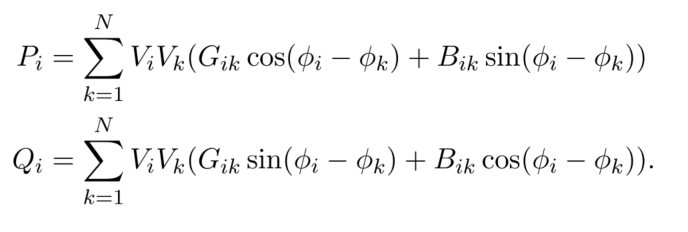 P_i = \sum_{k=1}^{N} V_i V_k (G_{ik} \cos(\phi_i - \phi_k) + B_{ik} \sin(\phi_i - \phi_k))
Q_i = \sum_{k=1}^{N} V_i V_k (G_{ik} \sin(\phi_i - \phi_k) + B_{ik} \cos(\phi_i - \phi_k)).